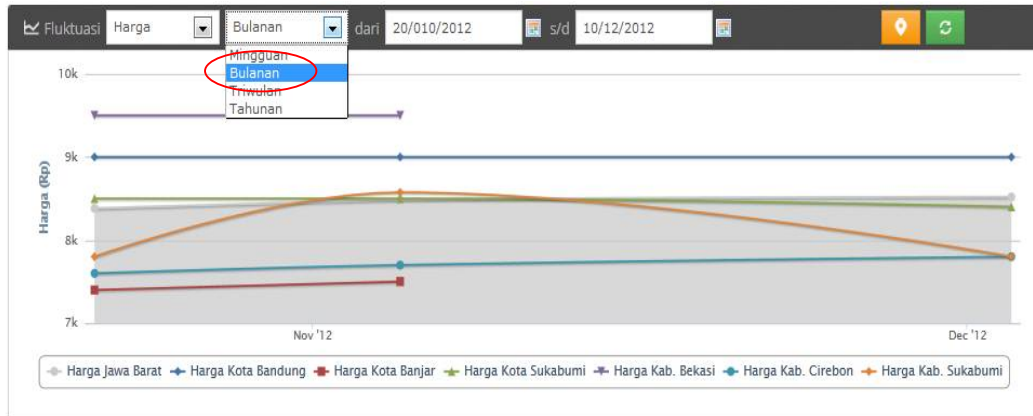 Fluktuasi Harga Bulanan dari 20/010/2012 s/d 10/12/2012
Mingguan
Bulanan
Triwulan
Tahunan
10k
9k
8k
7k
Harga (Rp)
Nov '12 Dec '12
Harga Jawa Barat Harga Kota Bandung Harga Kota Banjar Harga Kota Sukabumi Harga Kab. Bekasi Harga Kab. Cirebon Harga Kab. Sukabumi